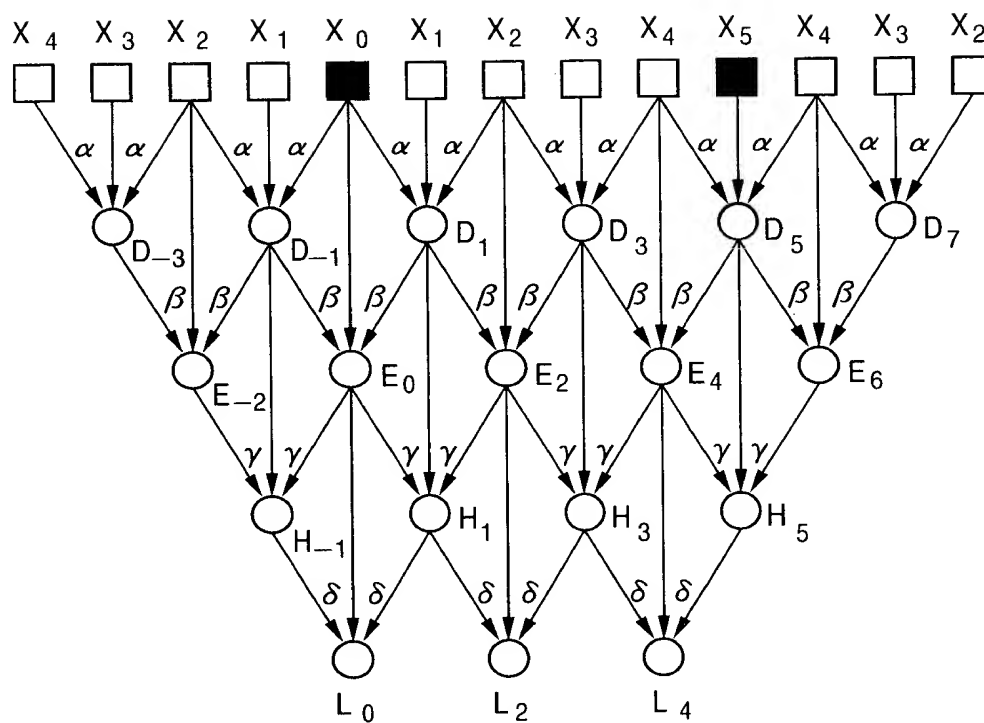 X₄ X₃ X₂ X₁ X₀ X₁ X₂ X₃ X₄ X₅ X₄ X₃ X₂
α α α α α α α α α α α α
D₋₃ D₋₁ D₁ D₃ D₅ D₇
β β β β β β β β β β
E₋₂ E₀ E₂ E₄ E₆
γ γ γ γ γ γ γ γ
H₋₁ H₁ H₃ H₅
δ δ δ δ δ δ
L₀ L₂ L₄